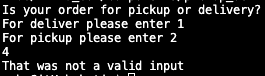 Is your order for pickup or delivery?
For deliver please enter 1
For pickup please enter 2
4
That was not a valid input